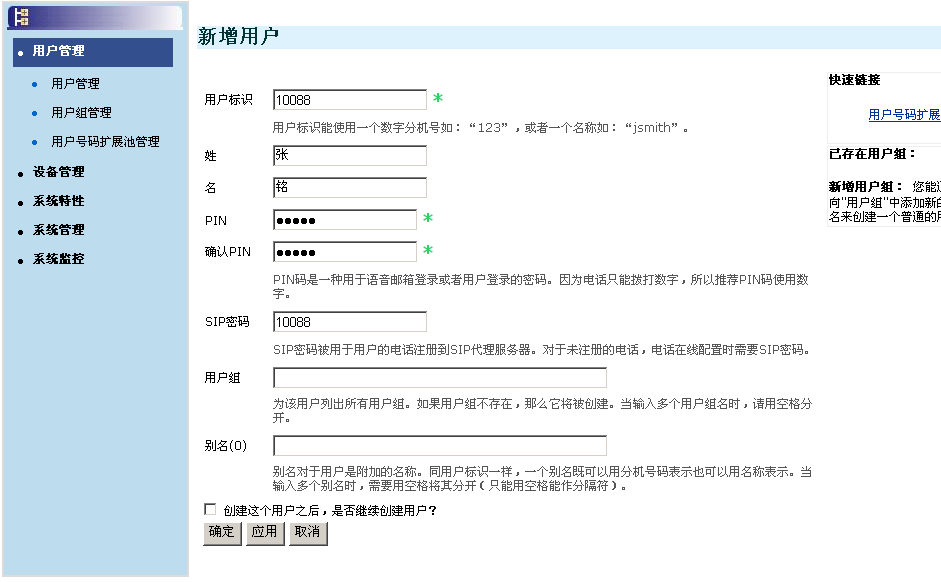 用户管理
用户管理
用户组管理
用户号码扩展池管理
设备管理
系统特性
系统管理
系统监控
新增用户
用户标识 10088 *
用户标识能使用一个数字分机号如：“123”，或者一个名称如：“jsmith”。
姓 张
名 铭
PIN ●●●●● *
确认PIN ●●●●● *
PIN码是一种用于语音邮箱登录或者用户登录的密码。因为电话只能拨打数字，所以推荐PIN码使用数
字。
SIP密码 10088
SIP密码被用于用户的电话注册到SIP代理服务器。对于未注册的电话，电话在线配置时需要SIP密码。
用户组
为该用户列出所有用户组。如果用户组不存在，那么它将被创建。当输入多个用户组名时，请用空格分
开。
别名(0)
别名对于用户是附加的名称。同用户标识一样，一个别名既可以用分机号码表示也可以用名称表示。当
输入多个别名时，需要用空格将其分开（只能用空格能作分隔符）。
创建这个用户之后，是否继续创建用户？
确定 应用 取消
快速链接
用户号码扩展
已存在用户组：
新增用户组： 您能
向"用户组"中添加新的
名来创建一个普通的